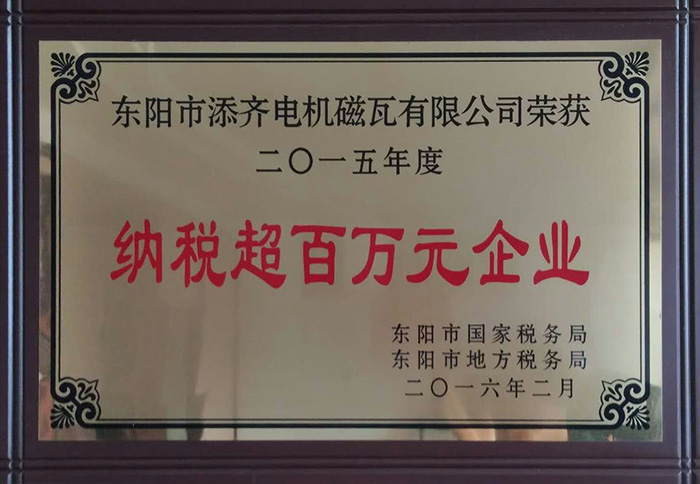 东阳市添齐电机磁瓦有限公司荣获
二〇一五年度
纳税超百万元企业
东阳市国家税务局
东阳市地方税务局
二〇一六年二月